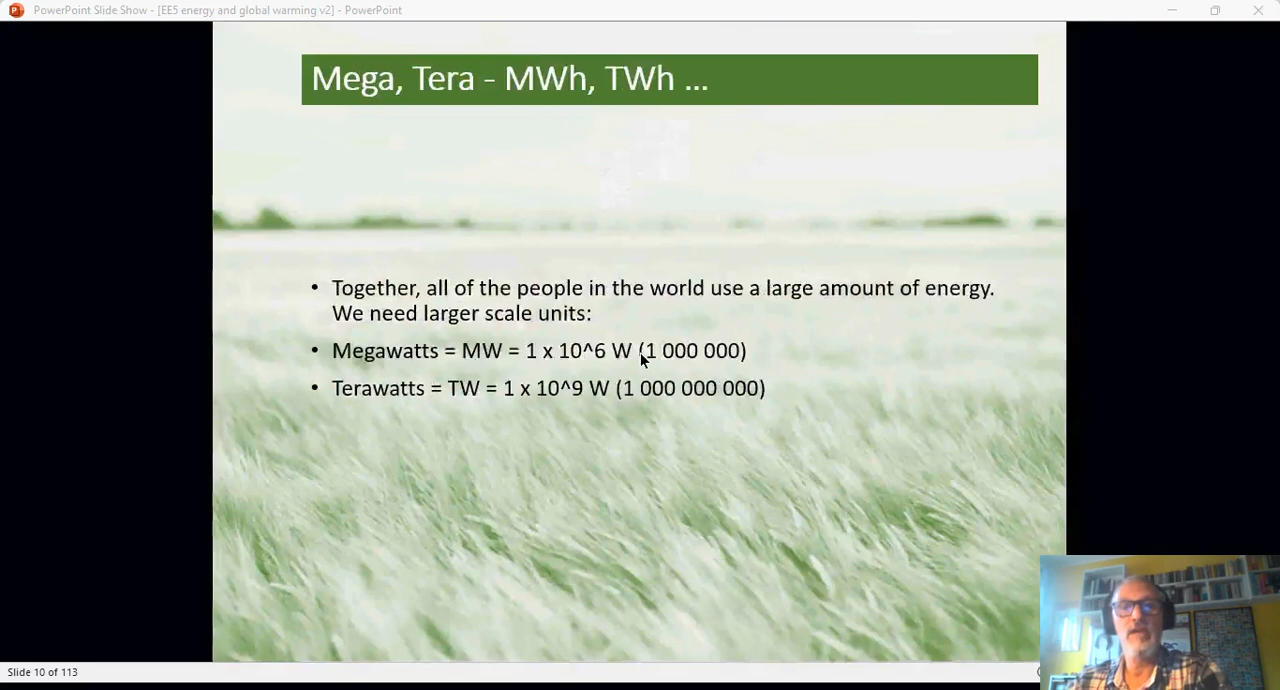 PowerPoint Slide Show - [EE5 energy and global warming v2] - PowerPoint
Mega, Tera - MWh, TWh ...
• Together, all of the people in the world use a large amount of energy.
We need larger scale units:
• Megawatts = MW = 1 x 10^6 W (1 000 000)
• Terawatts = TW = 1 x 10^9 W (1 000 000 000)
Slide 10 of 113